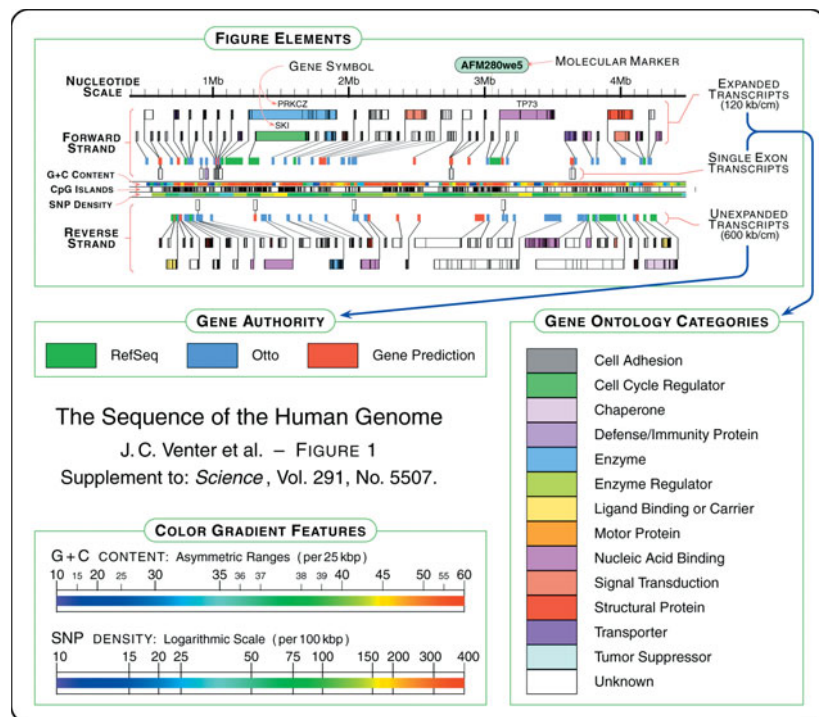 FIGURE ELEMENTS
GENE SYMBOL
AFM280we5
MOLECULAR MARKER
NUCLEOTIDE SCALE
1Mb 2Mb 3Mb 4Mb
EXPANDED TRANSCRIPTS
(120 kb/cm)
PRKCZ
TP73
SKI
FORWARD STRAND
SINGLE EXON TRANSCRIPTS
G+C CONTENT
CPG ISLANDS
SNP DENSITY
REVERSE STRAND
UNEXPANDED TRANSCRIPTS
(600 kb/cm)
GENE AUTHORITY
RefSeq Otto Gene Prediction
The Sequence of the Human Genome
J. C. Venter et al. – FIGURE 1
Supplement to: Science, Vol. 291, No. 5507.
COLOR GRADIENT FEATURES
G+C CONTENT: Asymmetric Ranges (per 25 kbp)
10 15 20 25 30 35 36 37 38 39 40 45 50 55 60
SNP DENSITY: Logarithmic Scale (per 100 kbp)
10 15 20 25 50 75 100 150 200 300 400
GENE ONTOLOGY CATEGORIES
Cell Adhesion
Cell Cycle Regulator
Chaperone
Defense/Immunity Protein
Enzyme
Enzyme Regulator
Ligand Binding or Carrier
Motor Protein
Nucleic Acid Binding
Signal Transduction
Structural Protein
Transporter
Tumor Suppressor
Unknown